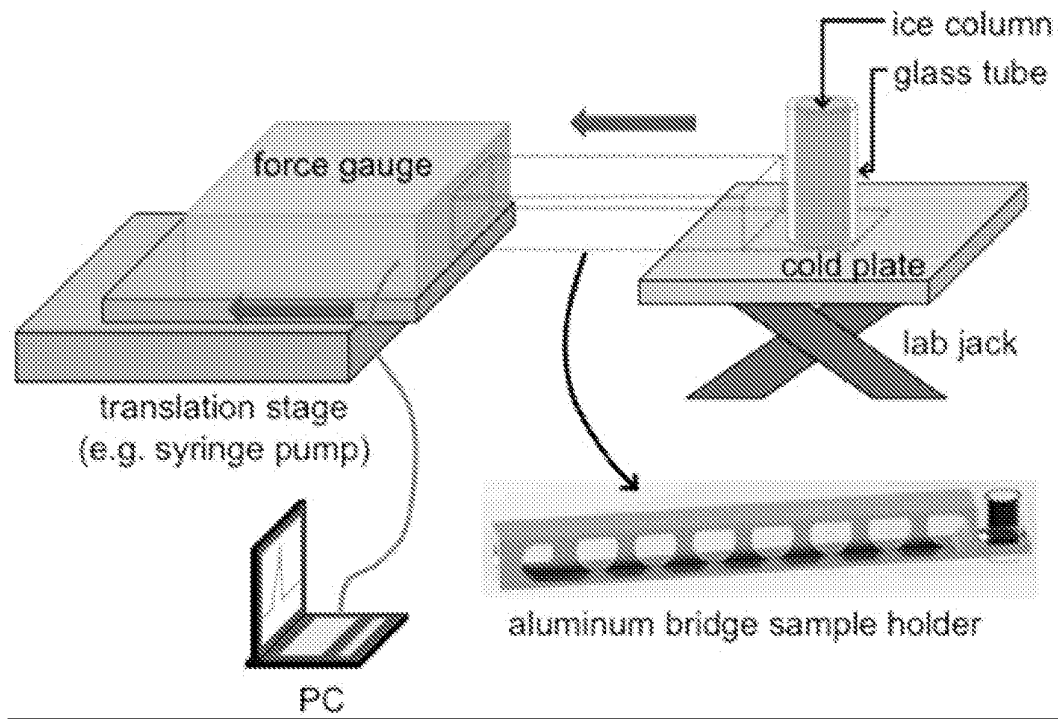 ice column
glass tube
force gauge
cold plate
lab jack
translation stage
(e.g. syringe pump)
aluminum bridge sample holder
PC